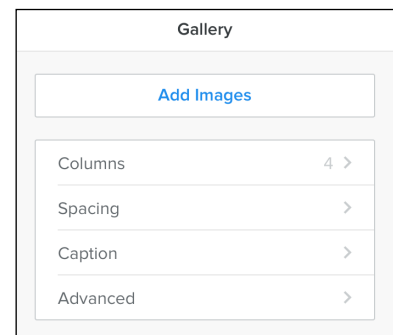 Gallery
Add Images
Columns 4
Spacing
Caption
Advanced